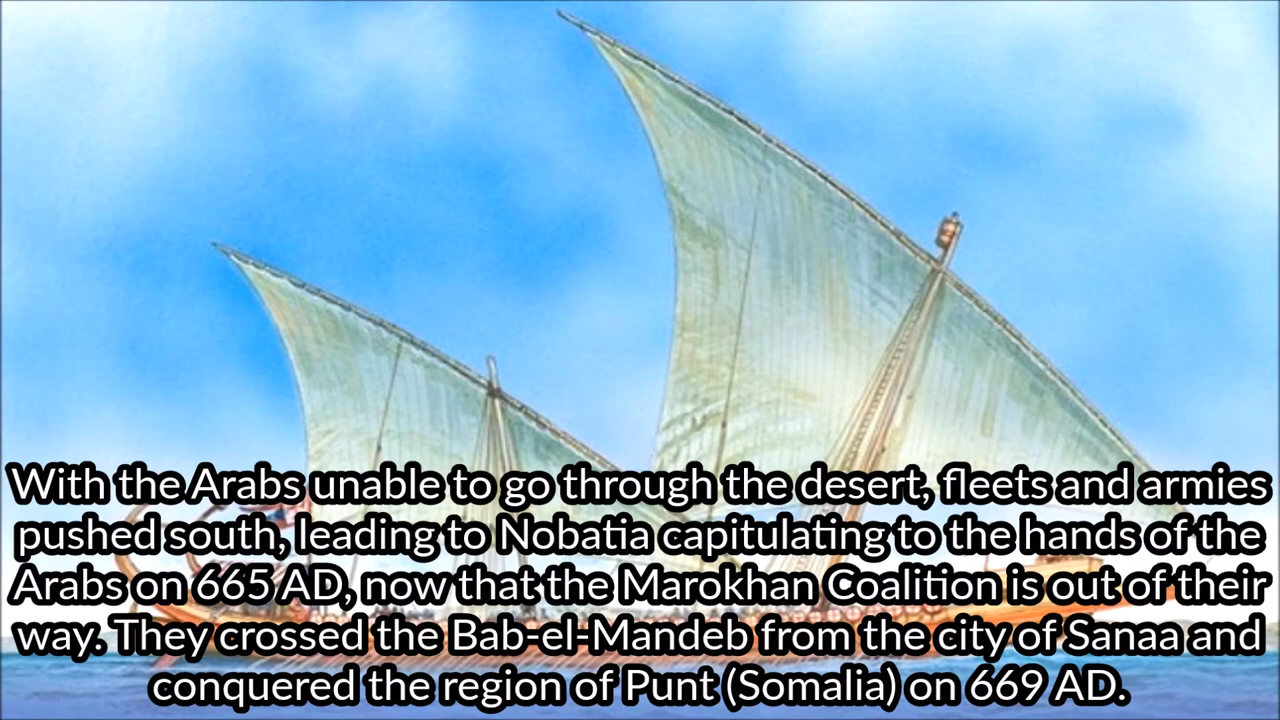 With the Arabs unable to go through the desert, fleets and armies
pushed south, leading to Nobatia capitulating to the hands of the
Arabs on 665 AD, now that the Marokhan Coalition is out of their
way. They crossed the Bab-el-Mandeb from the city of Sanaa and
conquered the region of Punt (Somalia) on 669 AD.